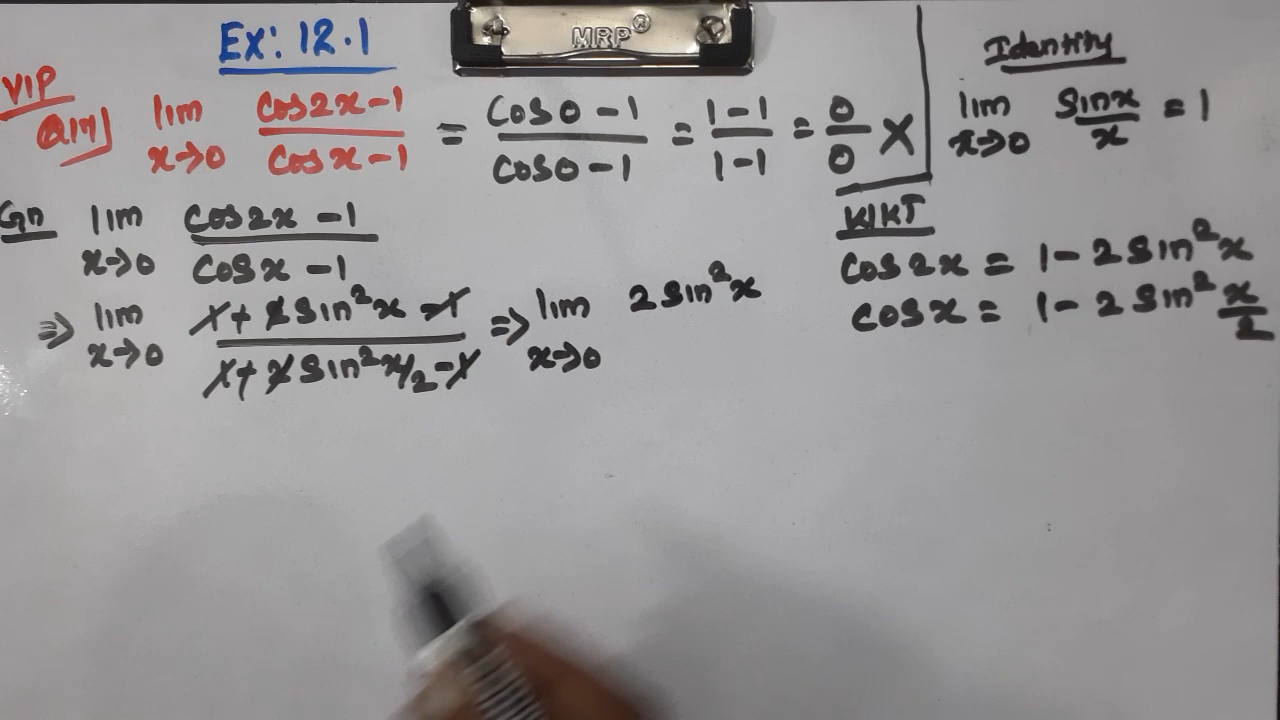 Ex: 12.1
MRP®
VIP
Q.17] lim x→0 cos2x-1 / cosx-1 = cos0-1 / cos0-1 = 1-1 / 1-1 = 0/0 X
Identity
lim x→0 sinx/x = 1
Gn lim x→0 cos2x-1 / cosx-1
⇒ lim x→0 1+2sin²x-1 / 1+2sin²x/2-1 ⇒ lim x→0 2sin²x
WKT
cos2x = 1-2sin²x
cosx = 1-2sin² x/2